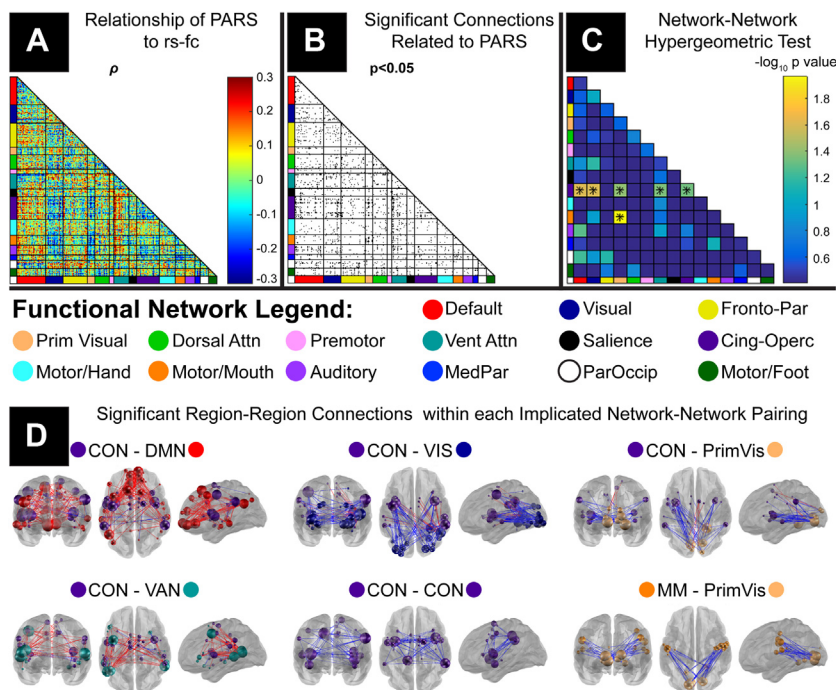 A
Relationship of PARS
to rs-fc
ρ
0.3
0.2
0.1
0
-0.1
-0.2
-0.3
B
Significant Connections
Related to PARS
p<0.05
C
Network-Network
Hypergeometric Test
-log10 p value
1.8
1.6
1.4
1.2
1
0.8
0.6
* * * * *
*
Functional Network Legend:
Default
Visual
Fronto-Par
Prim Visual
Dorsal Attn
Premotor
Vent Attn
Salience
Cing-Operc
Motor/Hand
Motor/Mouth
Auditory
MedPar
ParOccip
Motor/Foot
D
Significant Region-Region Connections within each Implicated Network-Network Pairing
CON - DMN
CON - VIS
CON - PrimVis
CON - VAN
CON - CON
MM - PrimVis